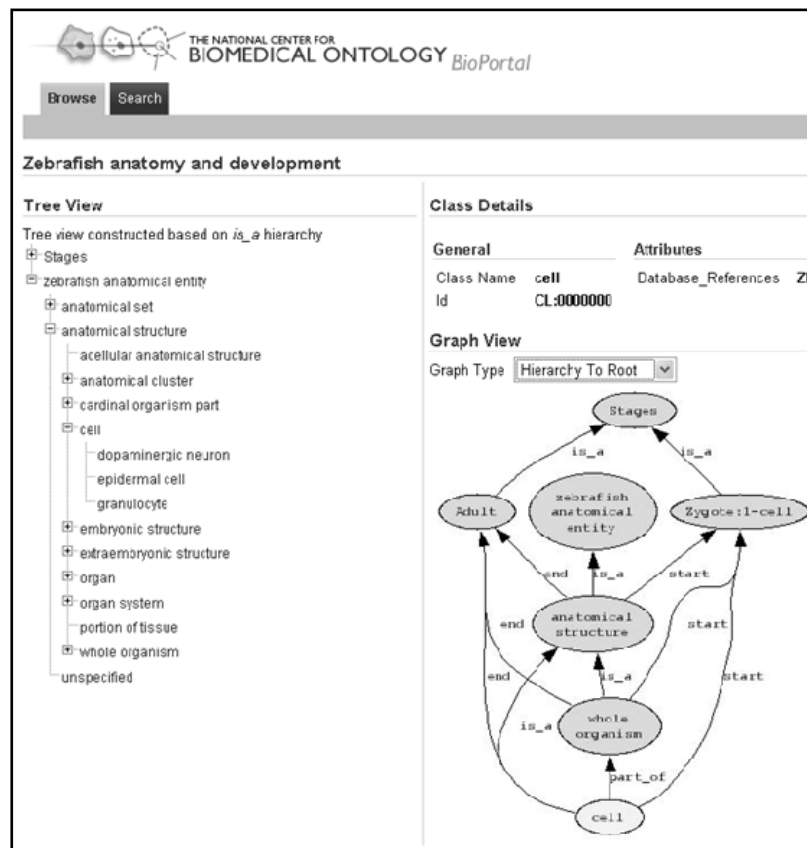 THE NATIONAL CENTER FOR
BIOMEDICAL ONTOLOGY BioPortal
Browse Search
Zebrafish anatomy and development
Tree View
Tree view constructed based on is_a hierarchy
Stages
zebrafish anatomical entity
anatomical set
anatomical structure
acellular anatomical structure
anatomical cluster
cardinal organism part
cell
dopaminergic neuron
epidermal cell
granulocyte
embryonic structure
extraembryonic structure
organ
organ system
portion of tissue
whole organism
unspecified
Class Details
General Attributes
Class Name cell Database_References
Id CL:0000000
Graph View
Graph Type Hierarchy To Root
Stages
is_a is_a
Adult
zebrafish
anatomical
entity
Zygote:1-cell
end is_a start
anatomical
structure
end start
end is_a start
whole
organism
is_a
part_of
cell